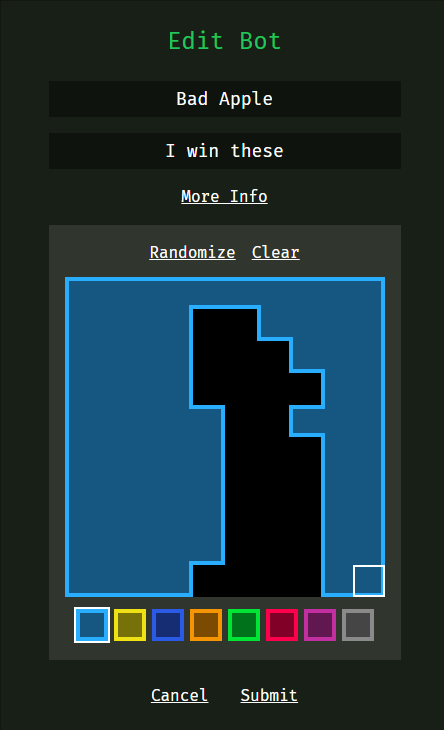 Edit Bot
Bad Apple
I win these
More Info
Randomize Clear
Cancel Submit